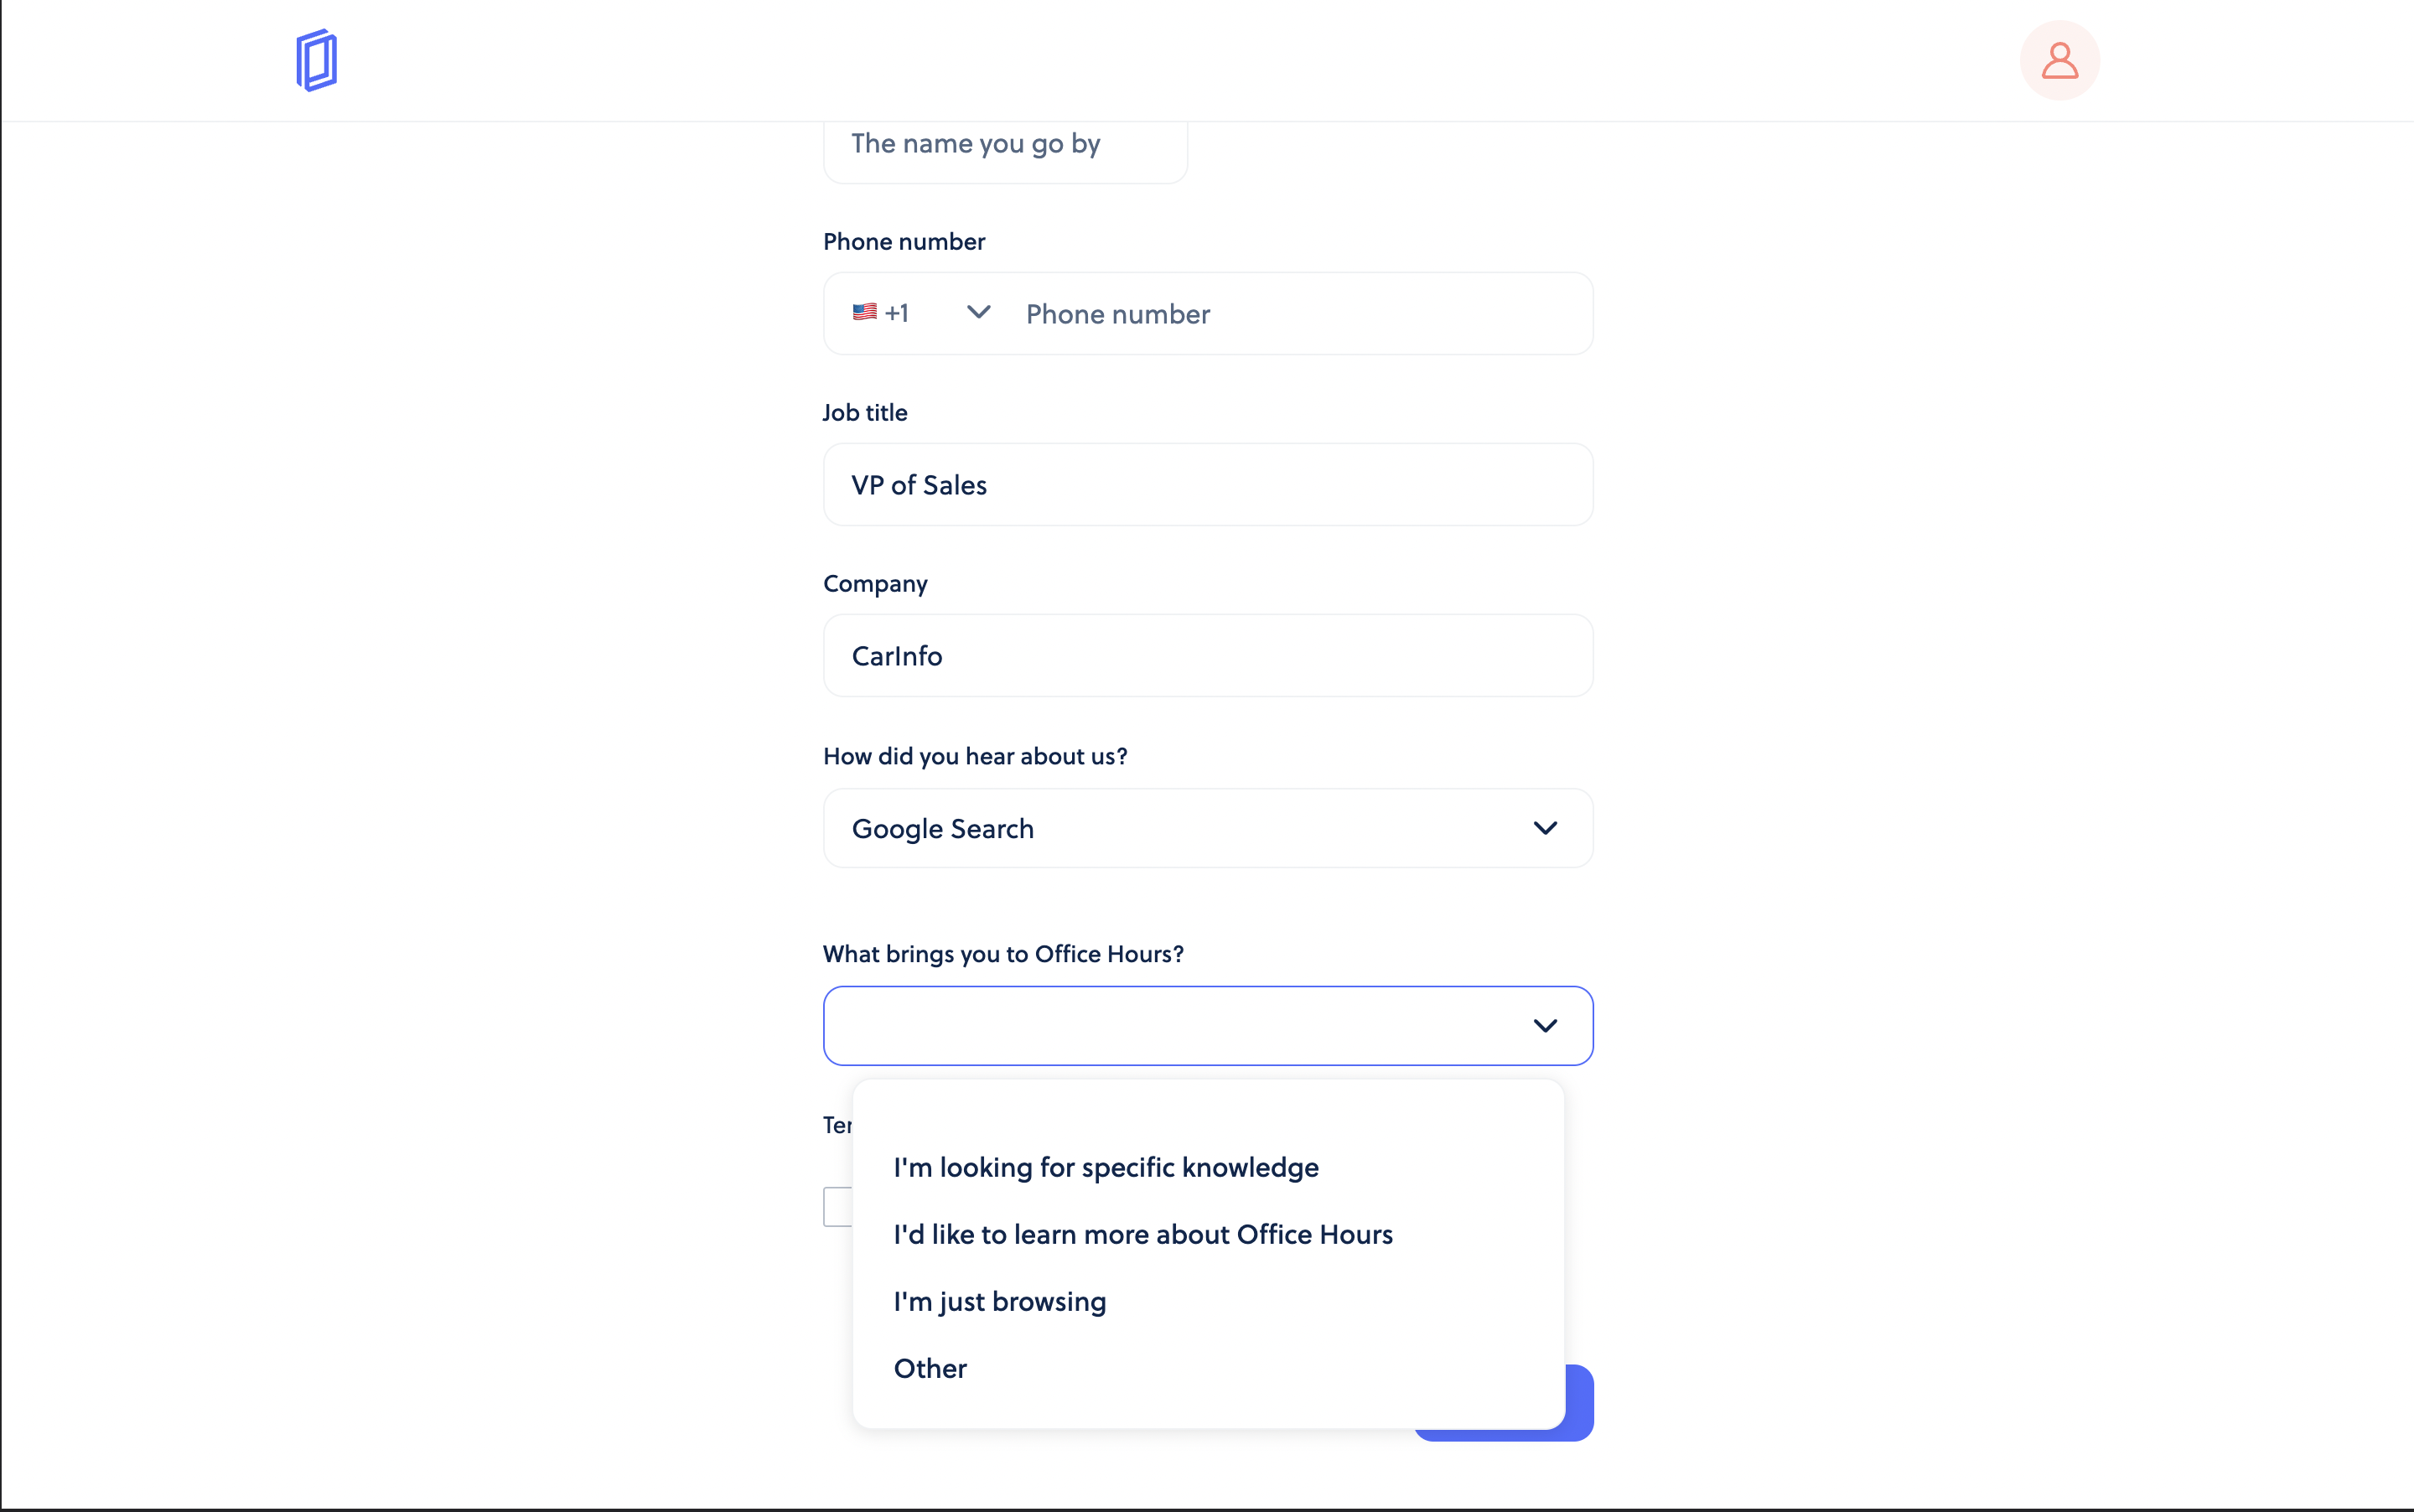 The name you go by
Phone number
+1
Phone number
Job title
VP of Sales
Company
CarInfo
How did you hear about us?
Google Search
What brings you to Office Hours?
Ter
I'm looking for specific knowledge
I'd like to learn more about Office Hours
I'm just browsing
Other